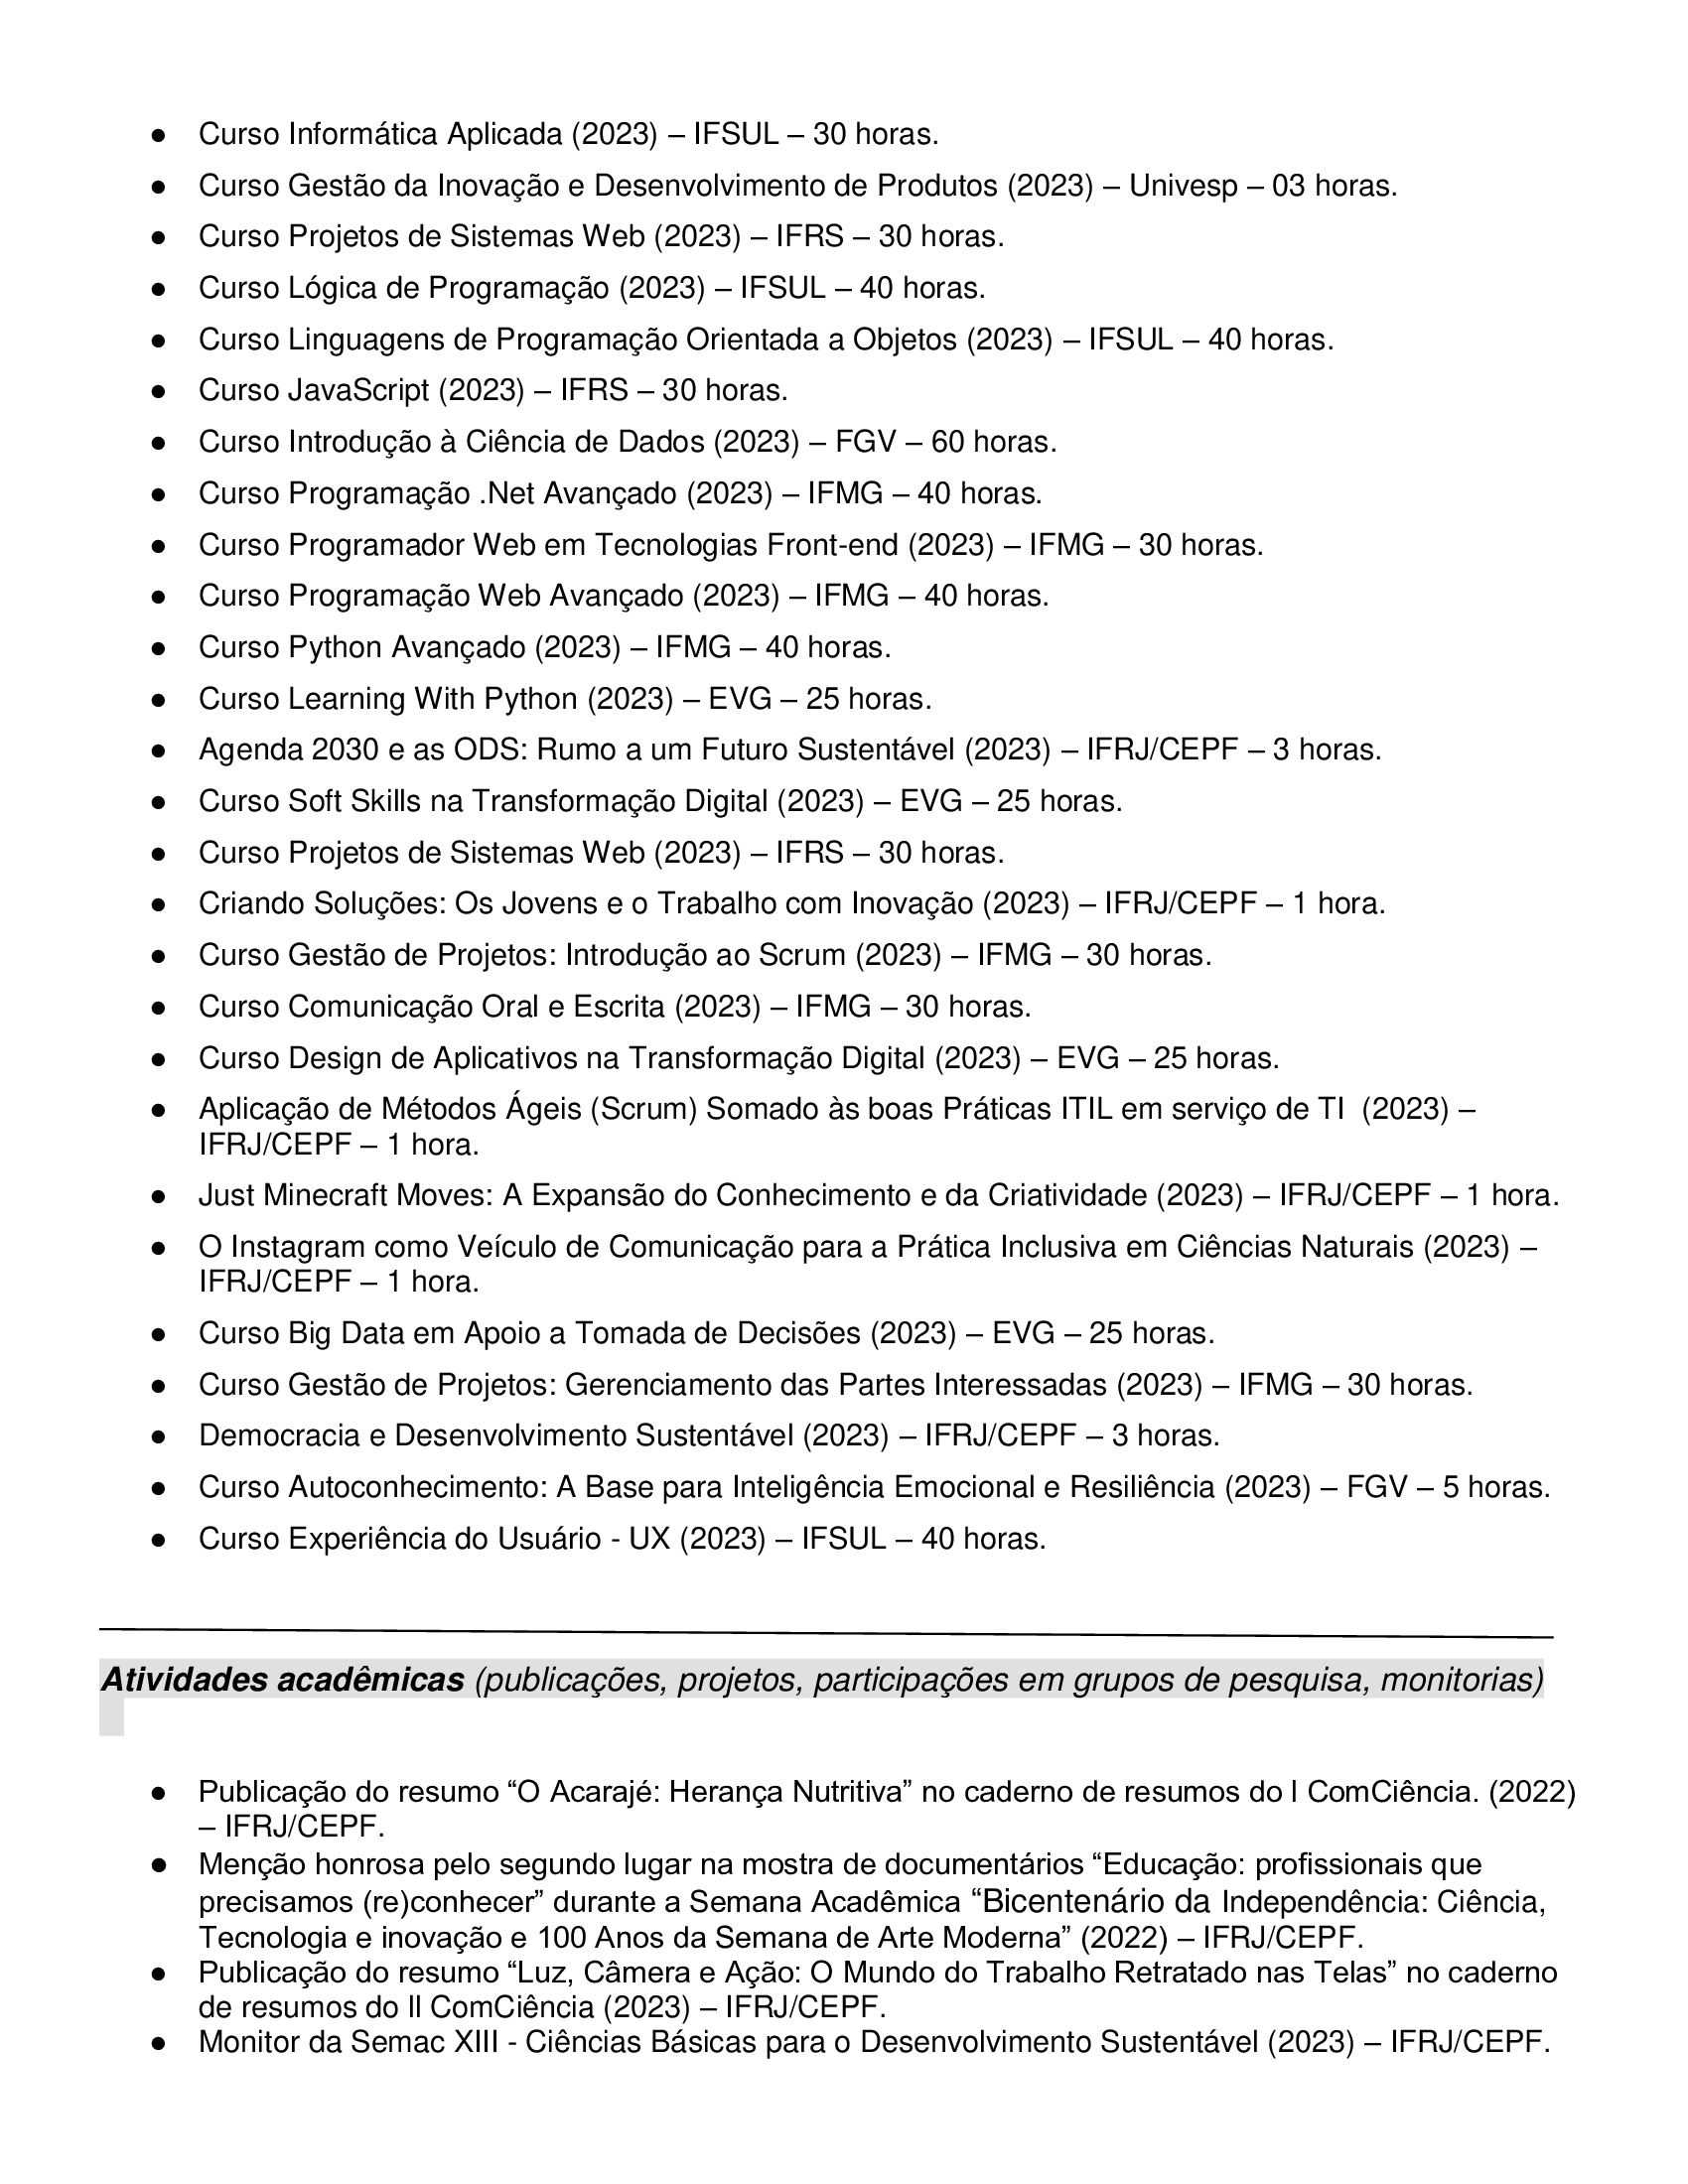 ● Curso Informática Aplicada (2023) – IFSUL – 30 horas.
● Curso Gestão da Inovação e Desenvolvimento de Produtos (2023) – Univesp – 03 horas.
● Curso Projetos de Sistemas Web (2023) – IFRS – 30 horas.
● Curso Lógica de Programação (2023) – IFSUL – 40 horas.
● Curso Linguagens de Programação Orientada a Objetos (2023) – IFSUL – 40 horas.
● Curso JavaScript (2023) – IFRS – 30 horas.
● Curso Introdução à Ciência de Dados (2023) – FGV – 60 horas.
● Curso Programação .Net Avançado (2023) – IFMG – 40 horas.
● Curso Programador Web em Tecnologias Front-end (2023) – IFMG – 30 horas.
● Curso Programação Web Avançado (2023) – IFMG – 40 horas.
● Curso Python Avançado (2023) – IFMG – 40 horas.
● Curso Learning With Python (2023) – EVG – 25 horas.
● Agenda 2030 e as ODS: Rumo a um Futuro Sustentável (2023) – IFRJ/CEPF – 3 horas.
● Curso Soft Skills na Transformação Digital (2023) – EVG – 25 horas.
● Curso Projetos de Sistemas Web (2023) – IFRS – 30 horas.
● Criando Soluções: Os Jovens e o Trabalho com Inovação (2023) – IFRJ/CEPF – 1 hora.
● Curso Gestão de Projetos: Introdução ao Scrum (2023) – IFMG – 30 horas.
● Curso Comunicação Oral e Escrita (2023) – IFMG – 30 horas.
● Curso Design de Aplicativos na Transformação Digital (2023) – EVG – 25 horas.
● Aplicação de Métodos Ágeis (Scrum) Somado às boas Práticas ITIL em serviço de TI  (2023) –
IFRJ/CEPF – 1 hora.
● Just Minecraft Moves: A Expansão do Conhecimento e da Criatividade (2023) – IFRJ/CEPF – 1 hora.
● O Instagram como Veículo de Comunicação para a Prática Inclusiva em Ciências Naturais (2023) –
IFRJ/CEPF – 1 hora.
● Curso Big Data em Apoio a Tomada de Decisões (2023) – EVG – 25 horas.
● Curso Gestão de Projetos: Gerenciamento das Partes Interessadas (2023) – IFMG – 30 horas.
● Democracia e Desenvolvimento Sustentável (2023) – IFRJ/CEPF – 3 horas.
● Curso Autoconhecimento: A Base para Inteligência Emocional e Resiliência (2023) – FGV – 5 horas.
● Curso Experiência do Usuário - UX (2023) – IFSUL – 40 horas.
Atividades acadêmicas (publicações, projetos, participações em grupos de pesquisa, monitorias)
● Publicação do resumo “O Acarajé: Herança Nutritiva” no caderno de resumos do I ComCiência. (2022)
– IFRJ/CEPF.
● Menção honrosa pelo segundo lugar na mostra de documentários “Educação: profissionais que
precisamos (re)conhecer” durante a Semana Acadêmica “Bicentenário da Independência: Ciência,
Tecnologia e inovação e 100 Anos da Semana de Arte Moderna” (2022) – IFRJ/CEPF.
● Publicação do resumo “Luz, Câmera e Ação: O Mundo do Trabalho Retratado nas Telas” no caderno
de resumos do II ComCiência (2023) – IFRJ/CEPF.
● Monitor da Semac XIII - Ciências Básicas para o Desenvolvimento Sustentável (2023) – IFRJ/CEPF.